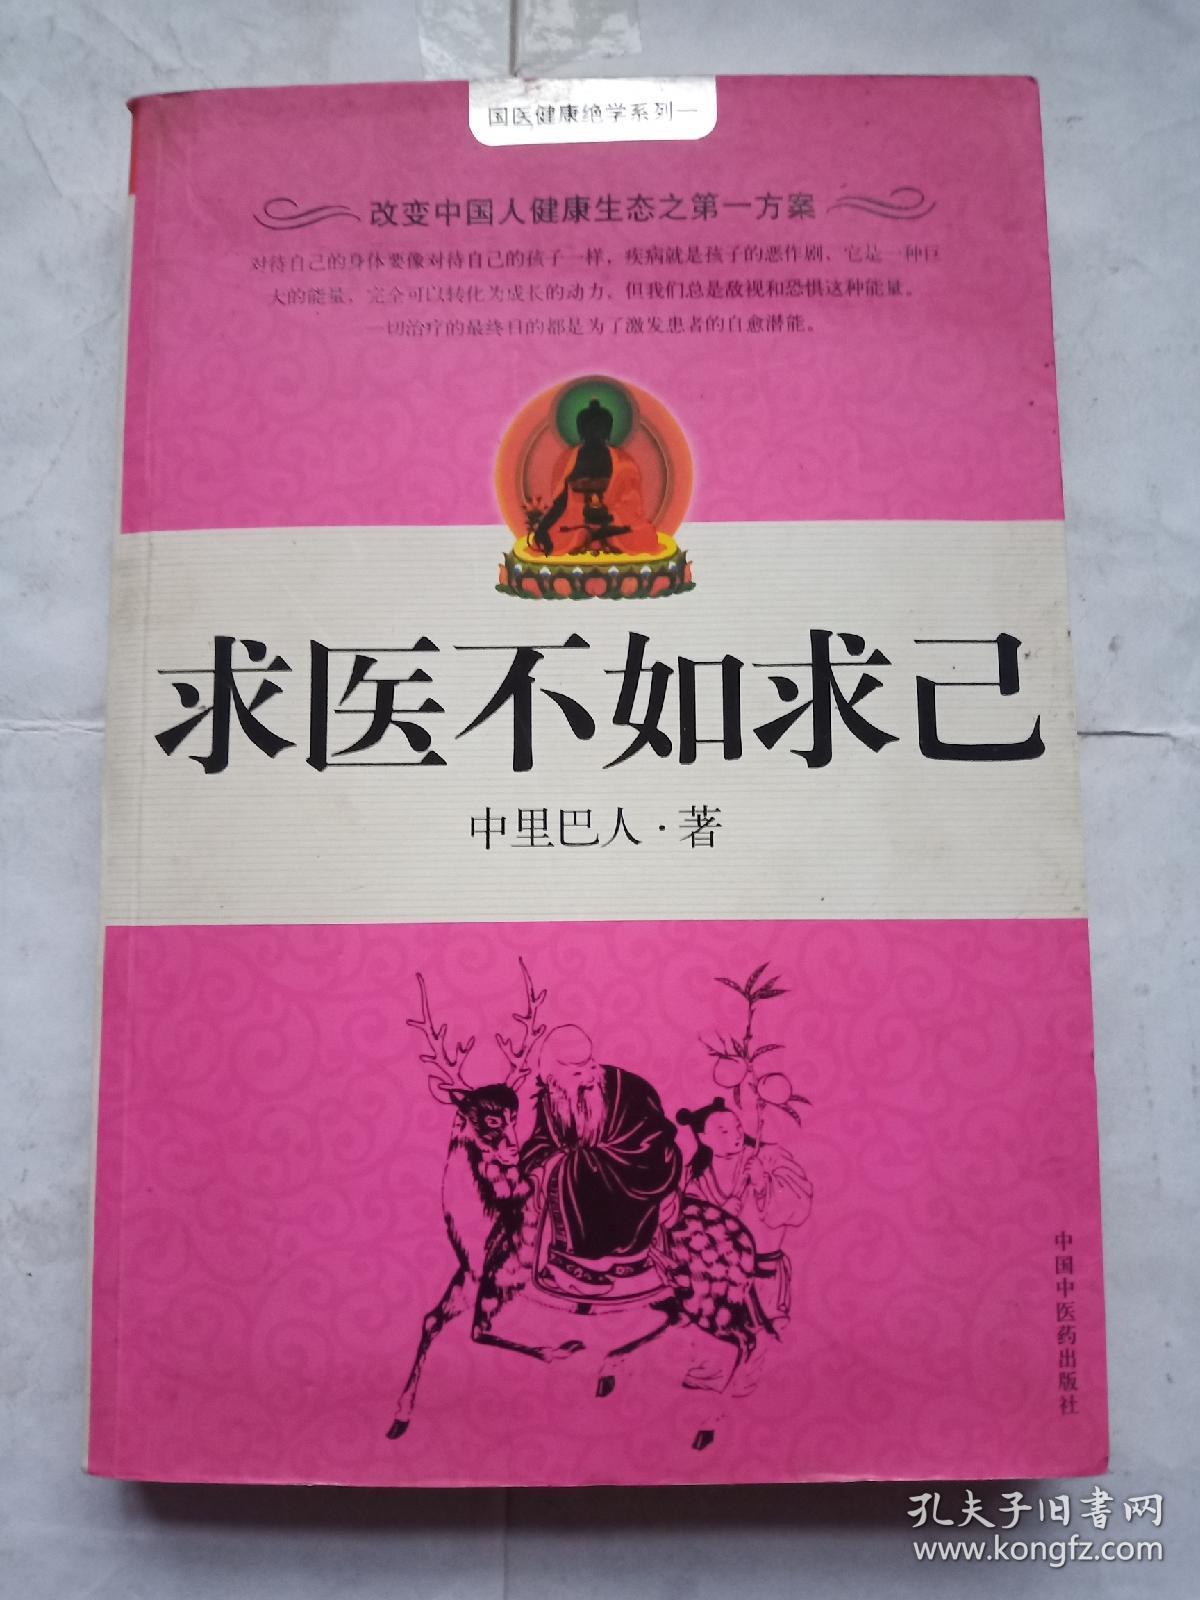 国医健康绝学系列一
改变中国人健康生态之第一方案
对待自己的身体要像对待自己的孩子一样，疾病就是孩子的恶作剧，它是一种巨
大的能量，完全可以转化为成长的动力，但我们总是敌视和恐惧这种能量。
一切治疗的最终目的都是为了激发患者的自愈潜能。
求医不如求己
中里巴人·著
中国中医药出版社
孔夫子旧书网
www.kongfz.com